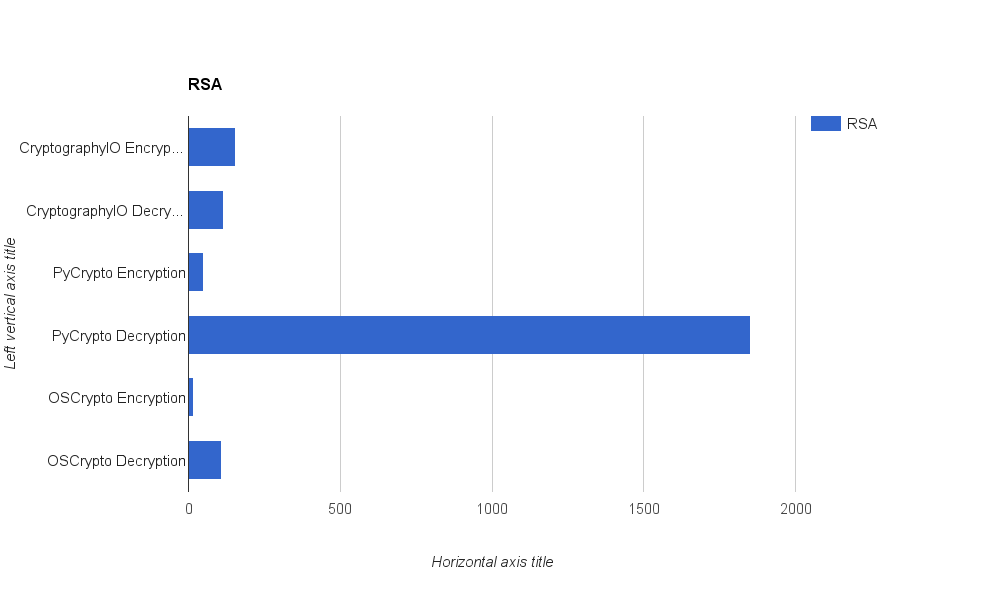 RSA
RSA
CryptographyIO Encryp...
CryptographyIO Decry...
PyCrypto Encryption
PyCrypto Decryption
OSCrypto Encryption
OSCrypto Decryption
Left vertical axis title
0 500 1000 1500 2000
Horizontal axis title